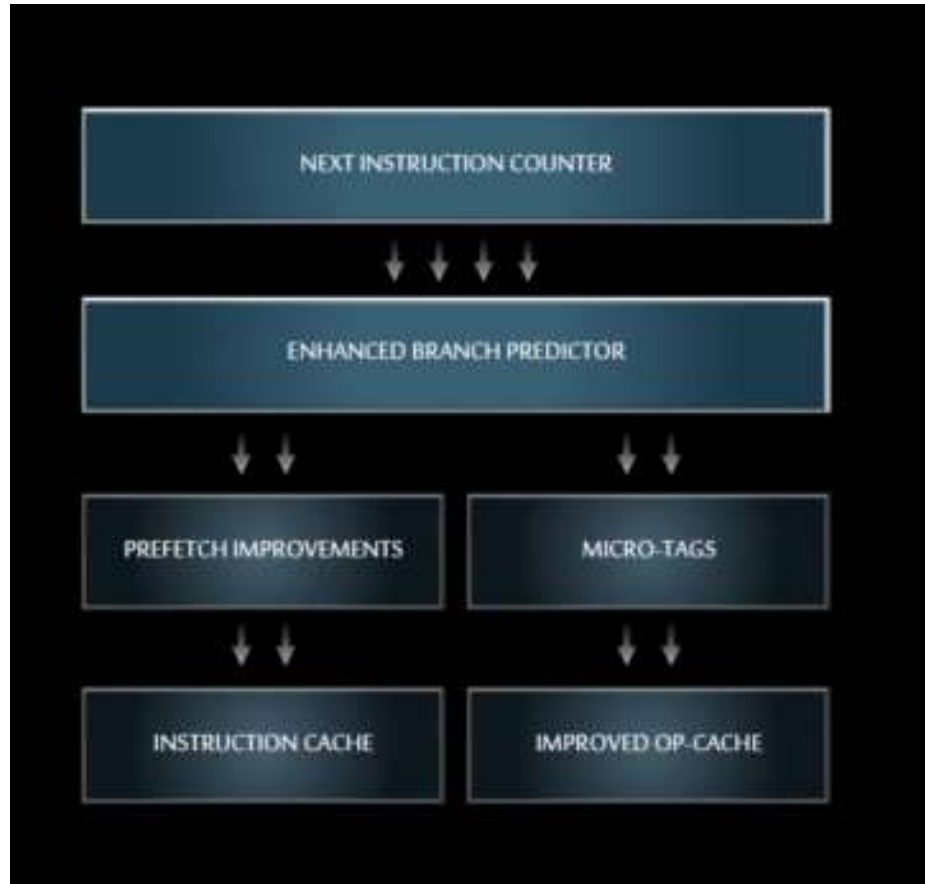 NEXT INSTRUCTION COUNTER
ENHANCED BRANCH PREDICTOR
PREFETCH IMPROVEMENTS
MICRO-TAGS
INSTRUCTION CACHE
IMPROVED OP-CACHE